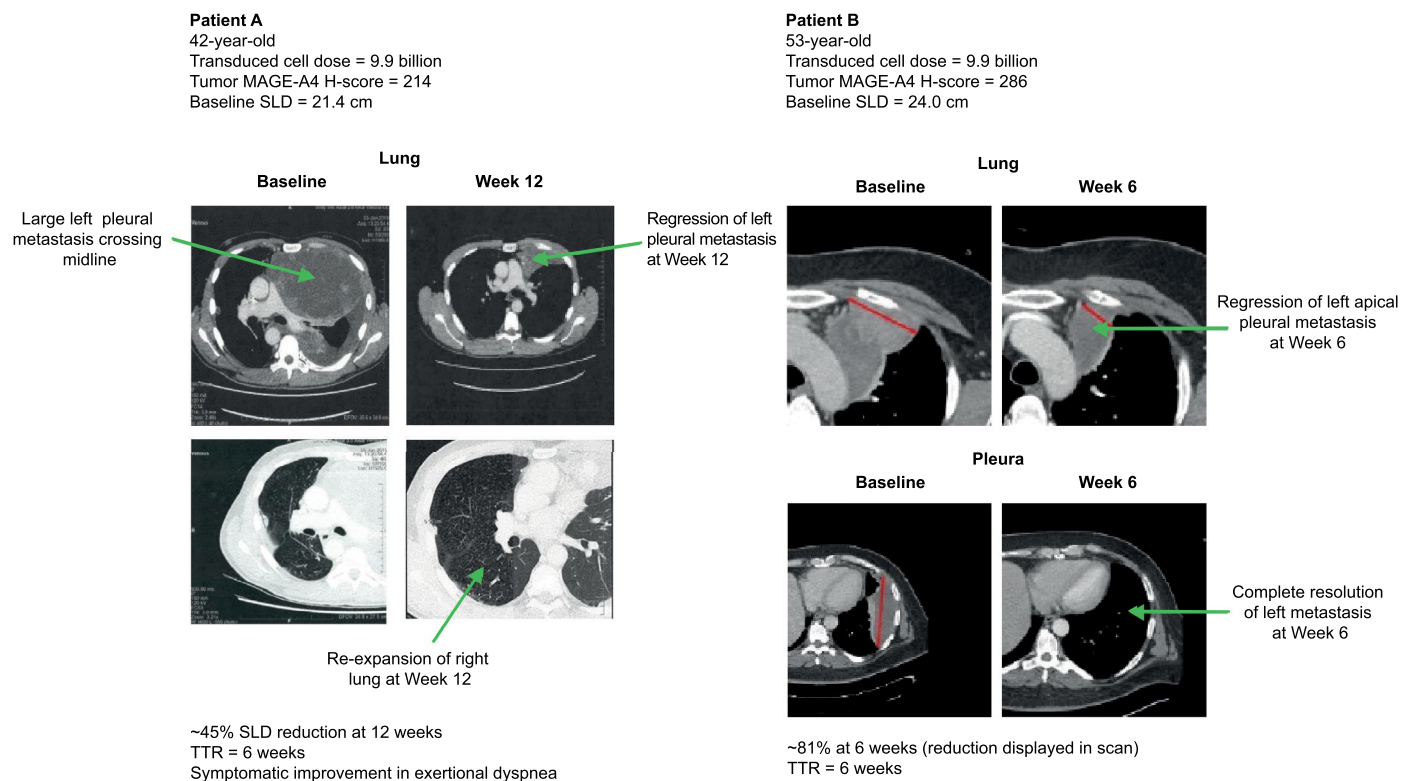 Patient A
42-year-old
Transduced cell dose = 9.9 billion
Tumor MAGE-A4 H-score = 214
Baseline SLD = 21.4 cm
Lung
Baseline
Week 12
Large left pleural
metastasis crossing
midline
Regression of left
pleural metastasis
at Week 12
Re-expansion of right
lung at Week 12
~45% SLD reduction at 12 weeks
TTR = 6 weeks
Symptomatic improvement in exertional dyspnea
Patient B
53-year-old
Transduced cell dose = 9.9 billion
Tumor MAGE-A4 H-score = 286
Baseline SLD = 24.0 cm
Lung
Baseline
Week 6
Regression of left apical
pleural metastasis
at Week 6
Pleura
Baseline
Week 6
Complete resolution
of left metastasis
at Week 6
~81% at 6 weeks (reduction displayed in scan)
TTR = 6 weeks